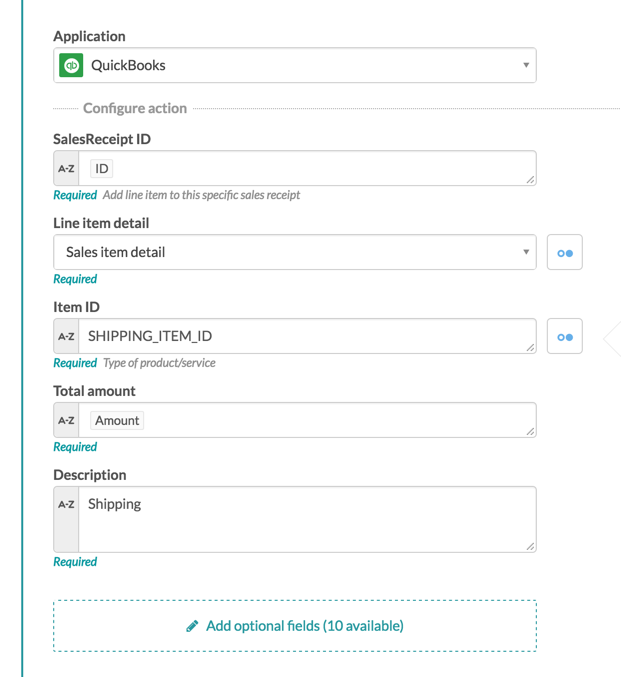 Application
qb QuickBooks
Configure action
SalesReceipt ID
A-Z ID
Required Add line item to this specific sales receipt
Line item detail
Sales item detail
Required
Item ID
A-Z SHIPPING_ITEM_ID
Required Type of product/service
Total amount
A-Z Amount
Required
Description
A-Z Shipping
Required
Add optional fields (10 available)